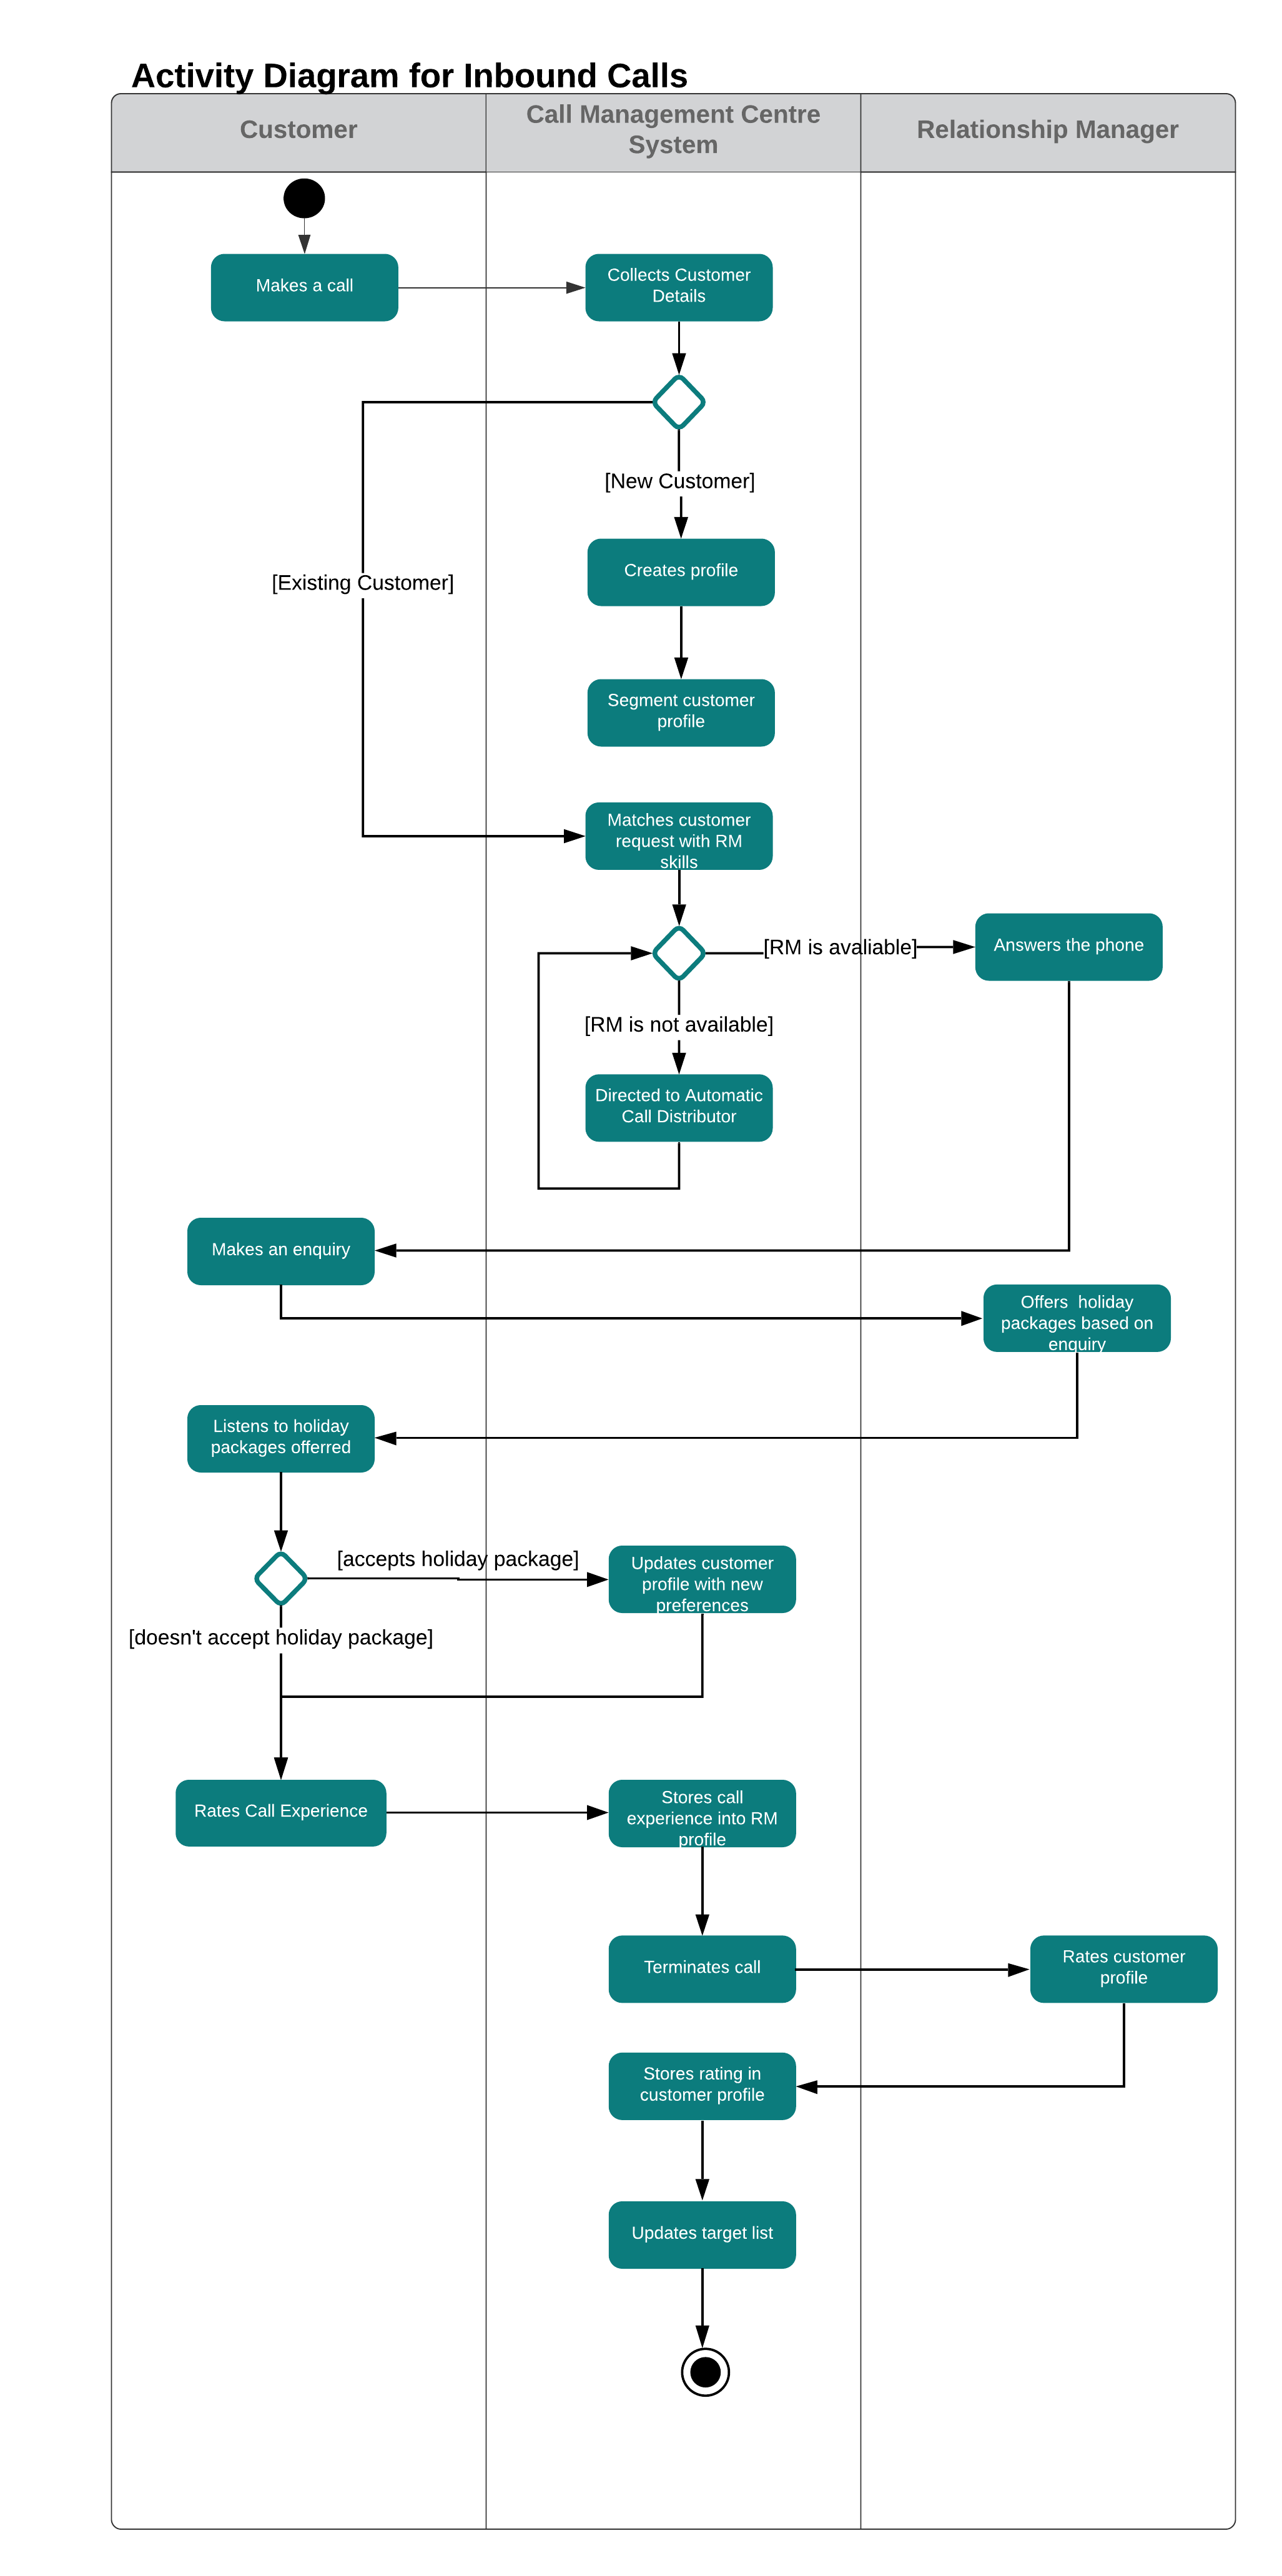 Activity Diagram for Inbound Calls
Customer
Call Management Centre
System
Relationship Manager
Makes a call
Collects Customer
Details
[New Customer]
Creates profile
[Existing Customer]
Segment customer
profile
Matches customer
request with RM
skills
[RM is avaliable]
Answers the phone
[RM is not available]
Directed to Automatic
Call Distributor
Makes an enquiry
Offers  holiday
packages based on
enquiry
Listens to holiday
packages offerred
[accepts holiday package]
Updates customer
profile with new
preferences
[doesn't accept holiday package]
Rates Call Experience
Stores call
experience into RM
profile
Terminates call
Rates customer
profile
Stores rating in
customer profile
Updates target list